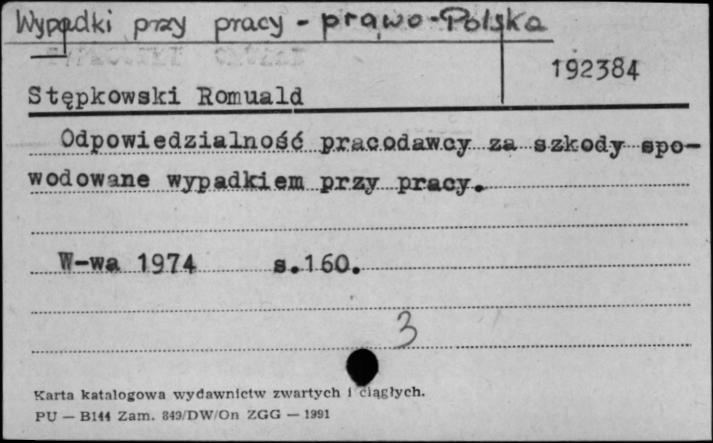 Wypadki przy pracy - prawo - Polska
192384
Stępkowski Romuald
Odpowiedzialność pracodawcy za szkody spo-
wodowane wypadkiem przy pracy.
W-wa 1974 s.160.
3
Karta katalogowa wydawnictw zwartych i ciągłych.
PU — B144 Zam. 849/DW/On ZGG — 1991